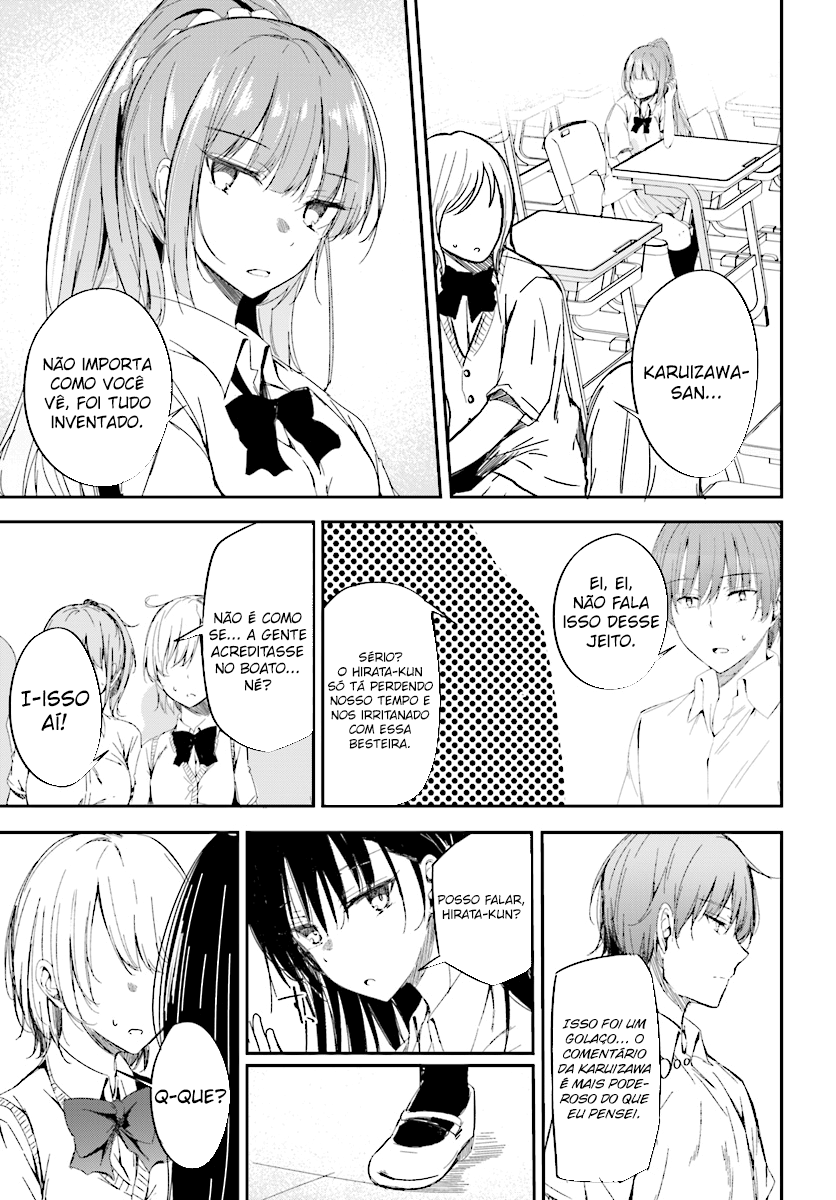 KARUIZAWA-
SAN...
NÃO IMPORTA
COMO VOCÊ
VÊ, FOI TUDO
INVENTADO.
EI, EI,
NÃO FALA
ISSO DESSE
JEITO.
SÉRIO?
O HIRATA-KUN
SÓ TÁ PERDENDO
NOSSO TEMPO E
NOS IRRITANADO
COM ESSA
BESTEIRA.
NÃO É COMO
SE... A GENTE
ACREDITASSE
NO BOATO...
NÉ?
I-ISSO
AÍ!
ISSO FOI UM
GOLAÇO... O
COMENTÁRIO
DA KARUIZAWA
É MAIS PODE-
ROSO DO QUE
EU PENSEI.
POSSO FALAR,
HIRATA-KUN?
Q-QUE?